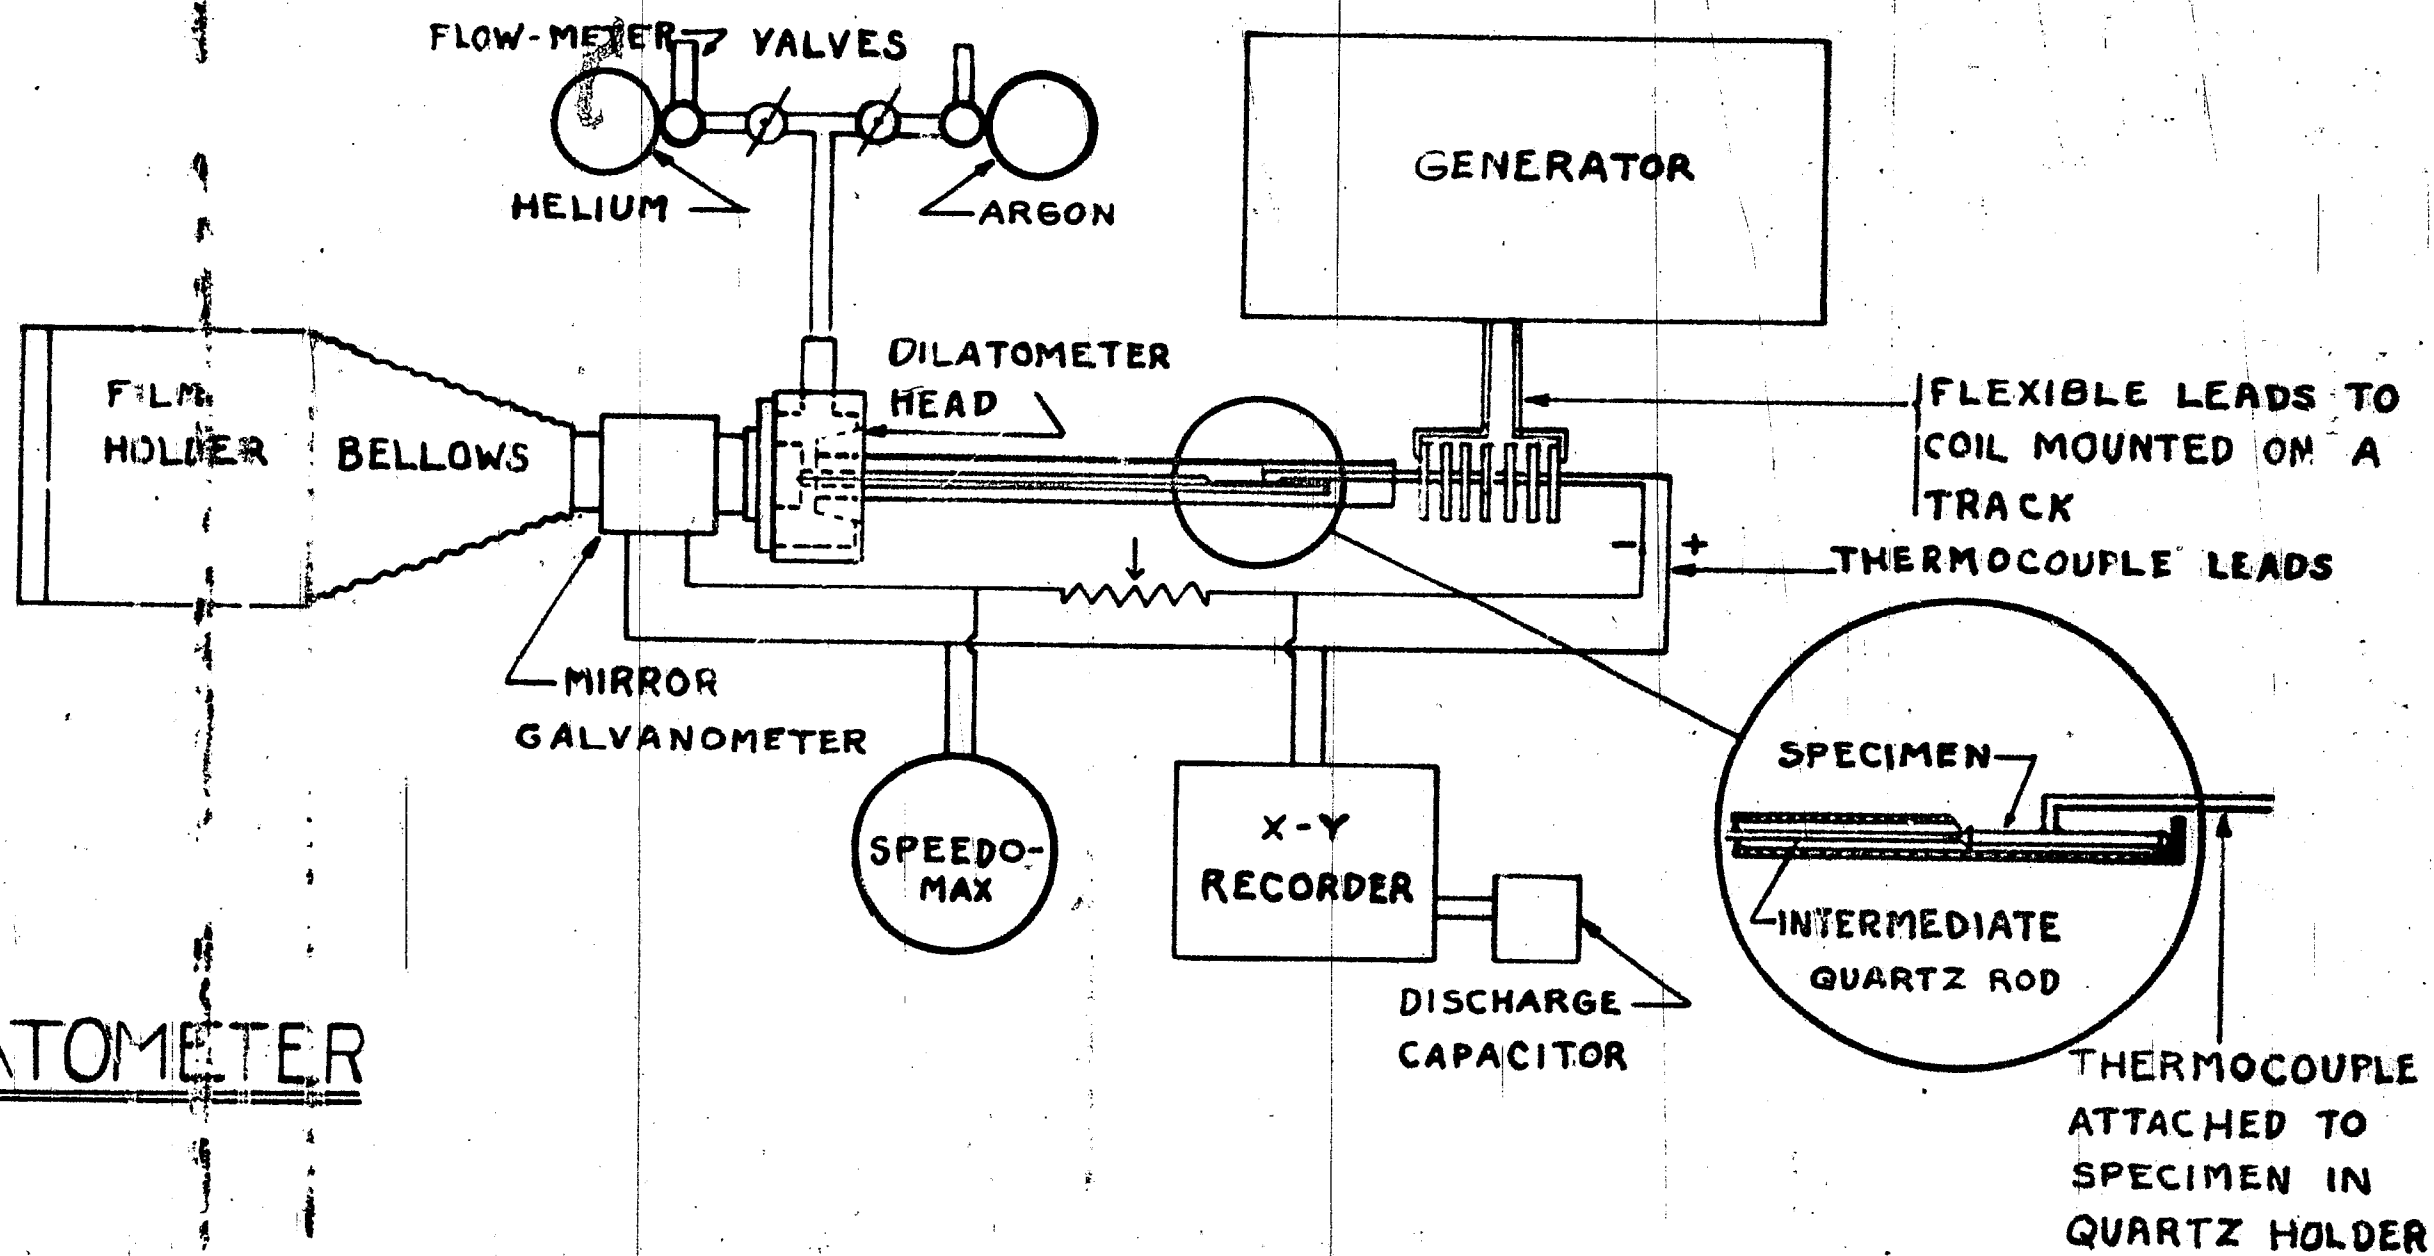 FLOW-METER VALVES
HELIUM
ARGON
GENERATOR
DILATOMETER
HEAD
FILM
HOLDER
BELLOWS
FLEXIBLE LEADS TO
COIL MOUNTED ON A
TRACK
- +
THERMOCOUPLE LEADS
MIRROR
GALVANOMETER
SPEEDO-
MAX
X-Y
RECORDER
DISCHARGE
CAPACITOR
SPECIMEN
INTERMEDIATE
QUARTZ ROD
THERMOCOUPLE
ATTACHED TO
SPECIMEN IN
QUARTZ HOLDER
ATOMETER